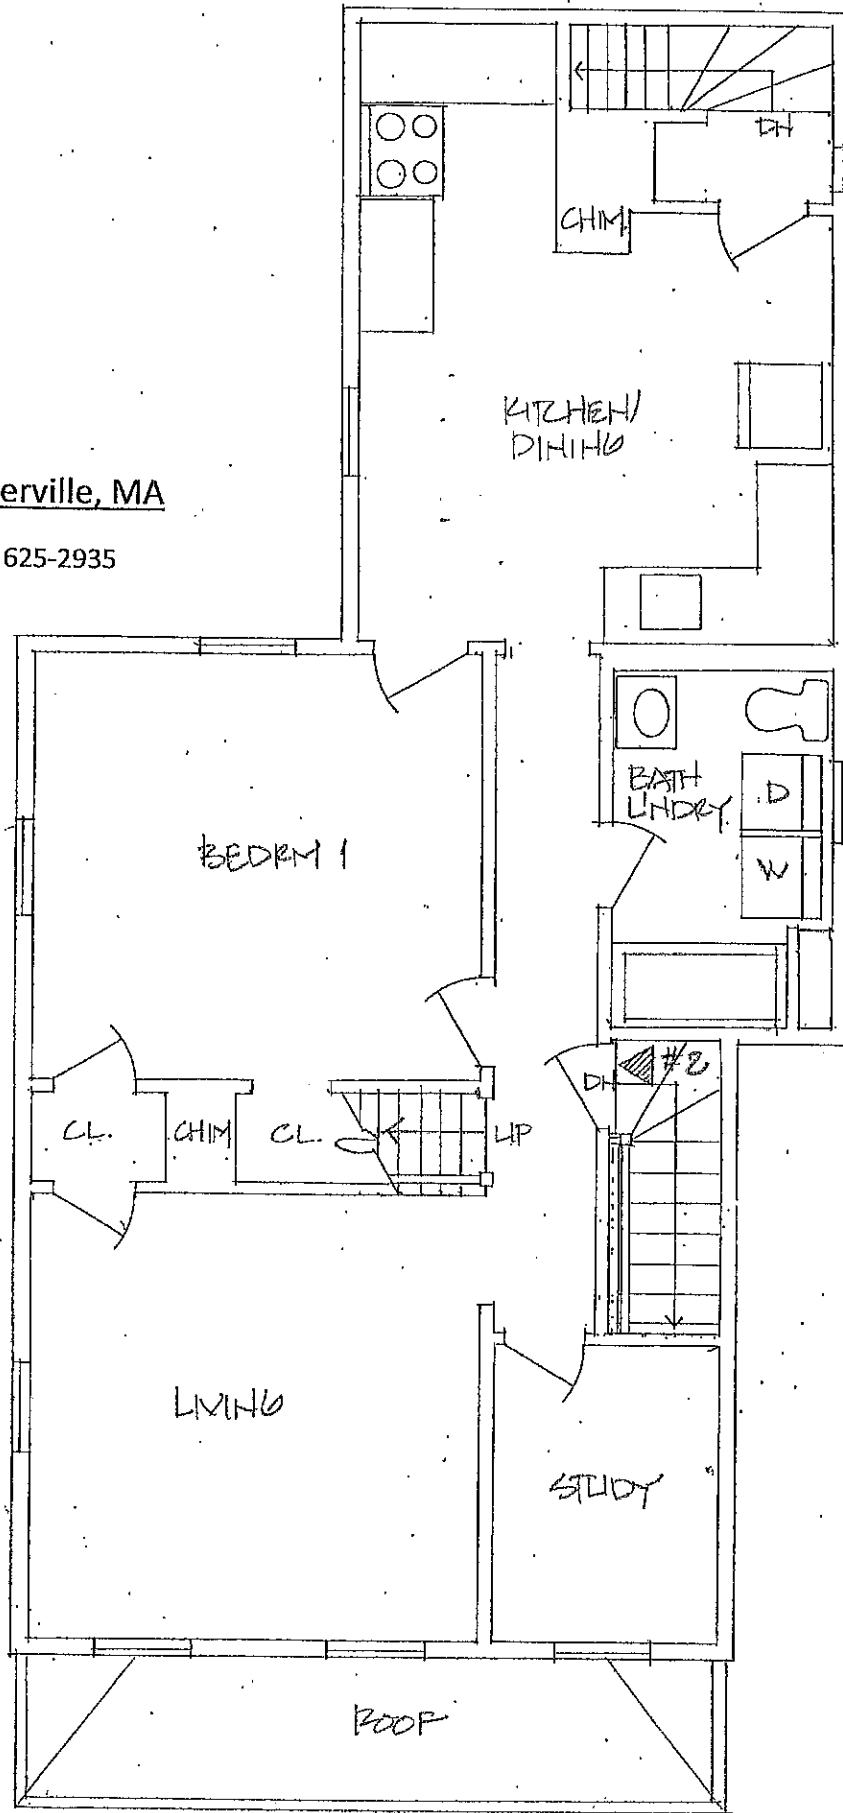 DN
CHIM.
KITCHEN/
DINING
erville, MA
625-2935
BATH
LNDRY
D
W
BEDRM 1
#2
DN
CL.
CHIM
CL.
UP
LIVING
STUDY
ROOF